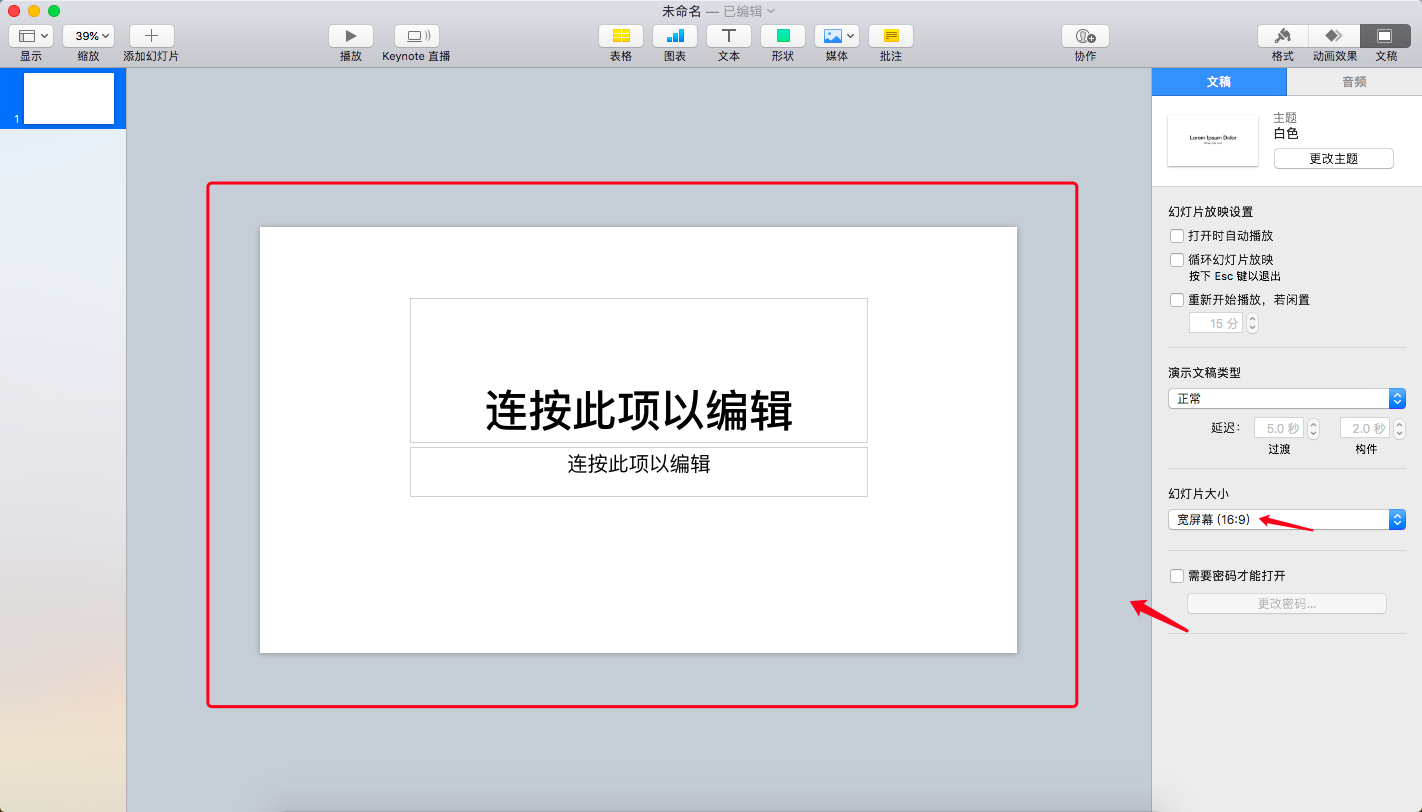 未命名 — 已编辑
39%
显示
缩放
添加幻灯片
播放
Keynote 直播
表格
图表
文本
形状
媒体
批注
协作
格式
动画效果
文稿
1
连按此项以编辑
连按此项以编辑
文稿
音频
Lorem Ipsum Dolor
主题
白色
更改主题
幻灯片放映设置
打开时自动播放
循环幻灯片放映
按下 Esc 键以退出
重新开始播放，若闲置
15 分
演示文稿类型
正常
延迟：
5.0 秒
2.0 秒
过渡
构件
幻灯片大小
宽屏幕 (16:9)
需要密码才能打开
更改密码...